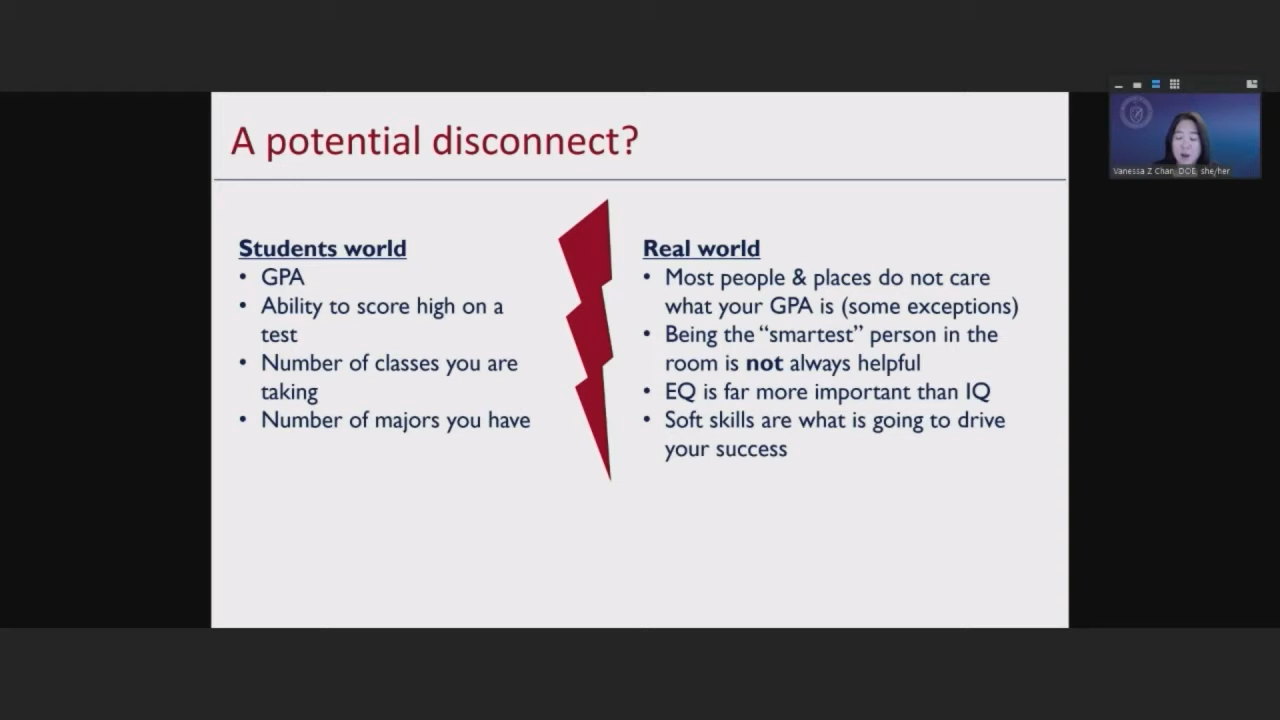 A potential disconnect?
Students world
• GPA
• Ability to score high on a
test
• Number of classes you are
taking
• Number of majors you have
Real world
• Most people & places do not care
what your GPA is (some exceptions)
• Being the “smartest” person in the
room is not always helpful
• EQ is far more important than IQ
• Soft skills are what is going to drive
your success
Vanessa Z Chan, DOE, she/her